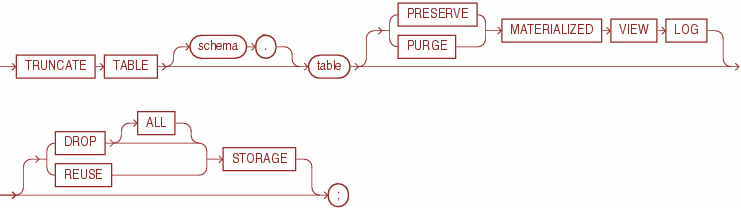 PRESERVE
schema .
PURGE MATERIALIZED VIEW LOG
TRUNCATE TABLE table
ALL
DROP
STORAGE
REUSE
;